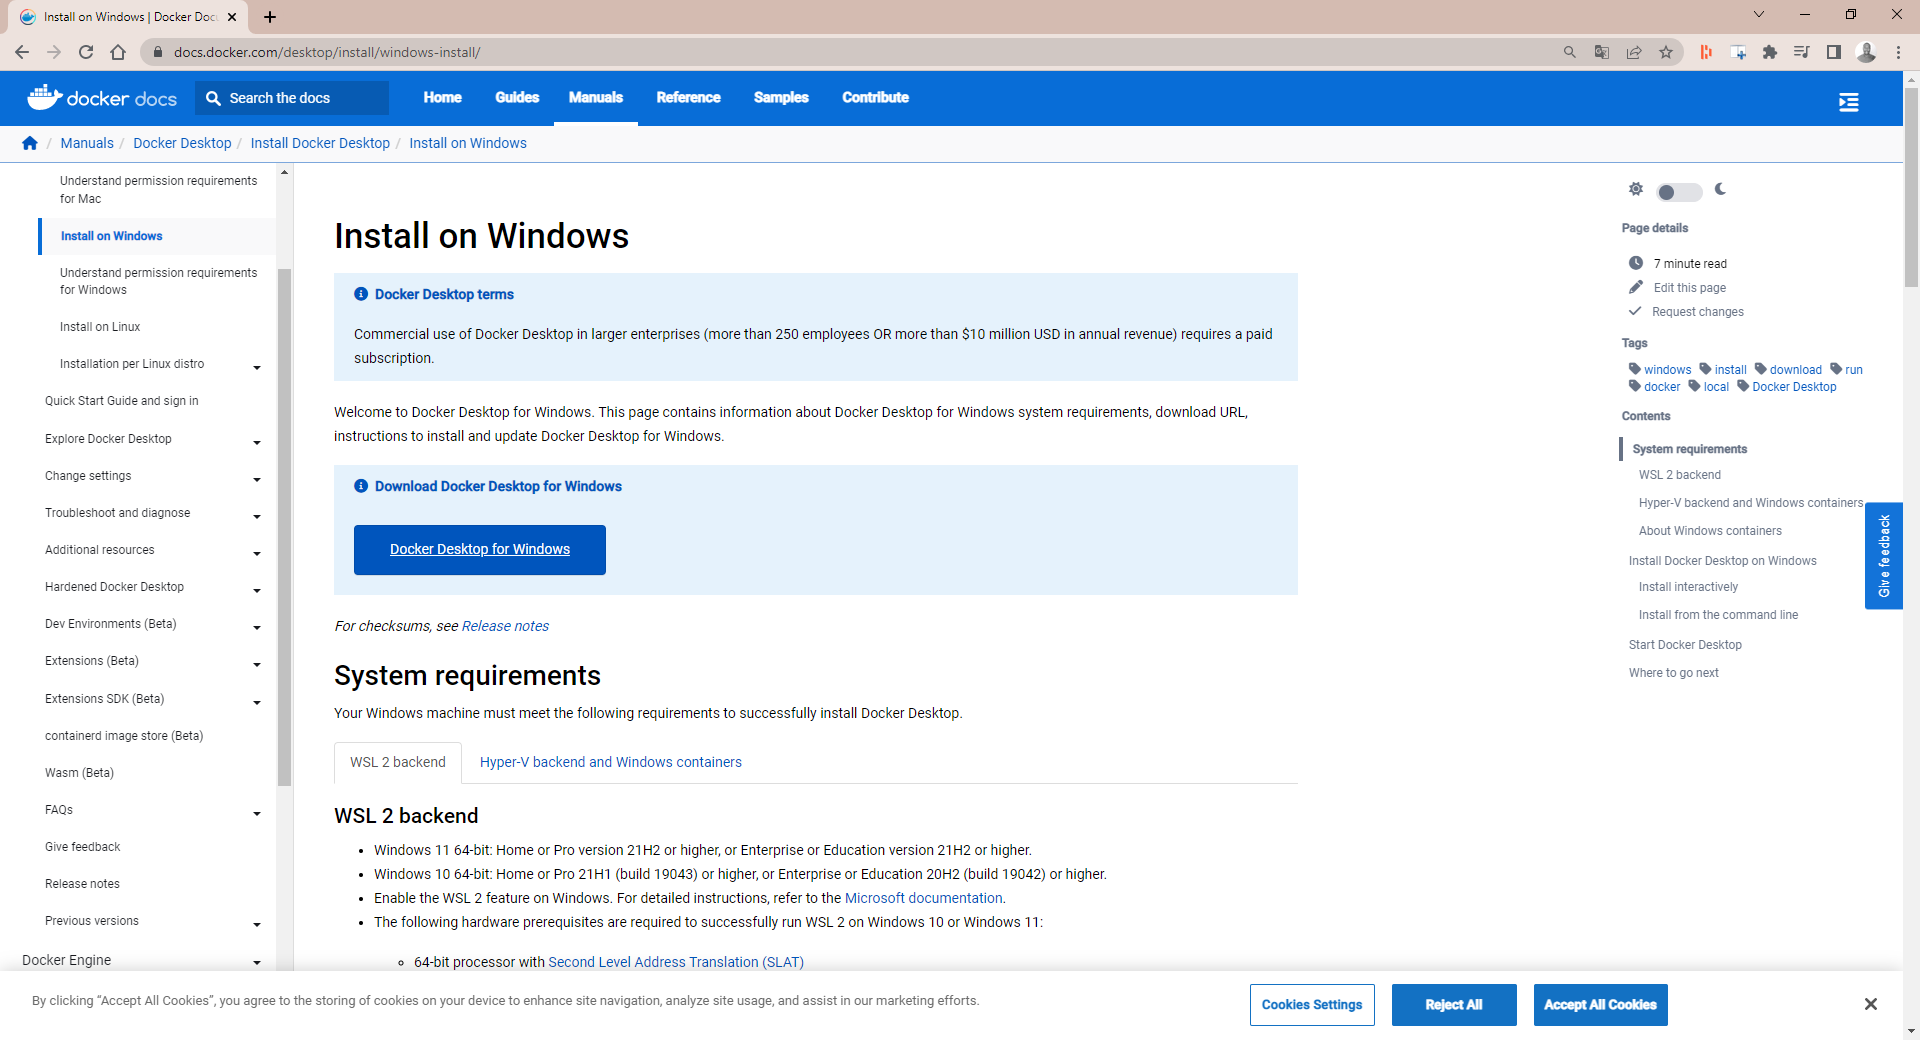 Install on Windows | Docker Doc
docs.docker.com/desktop/install/windows-install/
docker docs
Search the docs
Home
Guides
Manuals
Reference
Samples
Contribute
/ Manuals / Docker Desktop / Install Docker Desktop / Install on Windows
Understand permission requirements
for Mac
Install on Windows
Understand permission requirements
for Windows
Install on Linux
Installation per Linux distro
Quick Start Guide and sign in
Explore Docker Desktop
Change settings
Troubleshoot and diagnose
Additional resources
Hardened Docker Desktop
Dev Environments (Beta)
Extensions (Beta)
Extensions SDK (Beta)
containerd image store (Beta)
Wasm (Beta)
FAQs
Give feedback
Release notes
Previous versions
Docker Engine
Install on Windows
Docker Desktop terms
Commercial use of Docker Desktop in larger enterprises (more than 250 employees OR more than $10 million USD in annual revenue) requires a paid
subscription.
Welcome to Docker Desktop for Windows. This page contains information about Docker Desktop for Windows system requirements, download URL,
instructions to install and update Docker Desktop for Windows.
Download Docker Desktop for Windows
Docker Desktop for Windows
For checksums, see Release notes
System requirements
Your Windows machine must meet the following requirements to successfully install Docker Desktop.
WSL 2 backend
Hyper-V backend and Windows containers
WSL 2 backend
• Windows 11 64-bit: Home or Pro version 21H2 or higher, or Enterprise or Education version 21H2 or higher.
• Windows 10 64-bit: Home or Pro 21H1 (build 19043) or higher, or Enterprise or Education 20H2 (build 19042) or higher.
• Enable the WSL 2 feature on Windows. For detailed instructions, refer to the Microsoft documentation.
• The following hardware prerequisites are required to successfully run WSL 2 on Windows 10 or Windows 11:
◦ 64-bit processor with Second Level Address Translation (SLAT)
Page details
7 minute read
Edit this page
Request changes
Tags
windows install download run
docker local Docker Desktop
Contents
System requirements
WSL 2 backend
Hyper-V backend and Windows containers
About Windows containers
Install Docker Desktop on Windows
Install interactively
Install from the command line
Start Docker Desktop
Where to go next
Give feedback
By clicking “Accept All Cookies”, you agree to the storing of cookies on your device to enhance site navigation, analyze site usage, and assist in our marketing efforts.
Cookies Settings
Reject All
Accept All Cookies